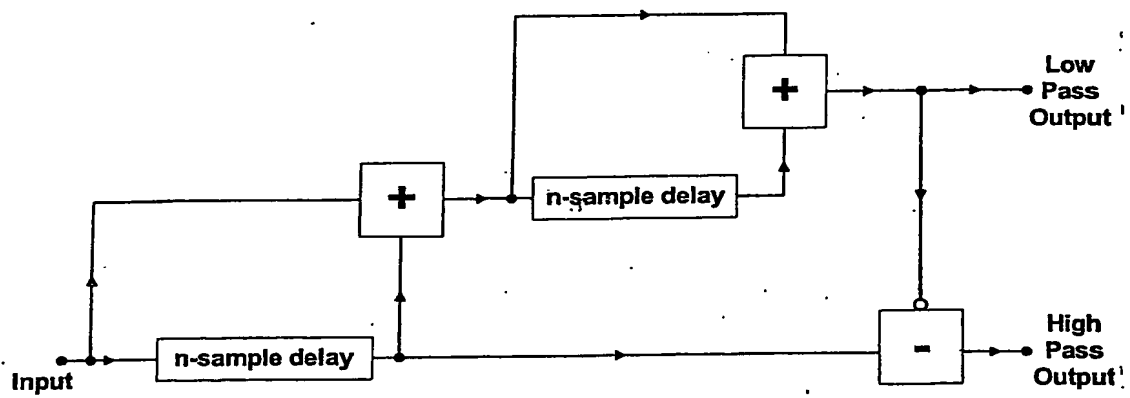 +
Low
Pass
Output
+
n-sample delay
n-sample delay
Input
-
High
Pass
Output